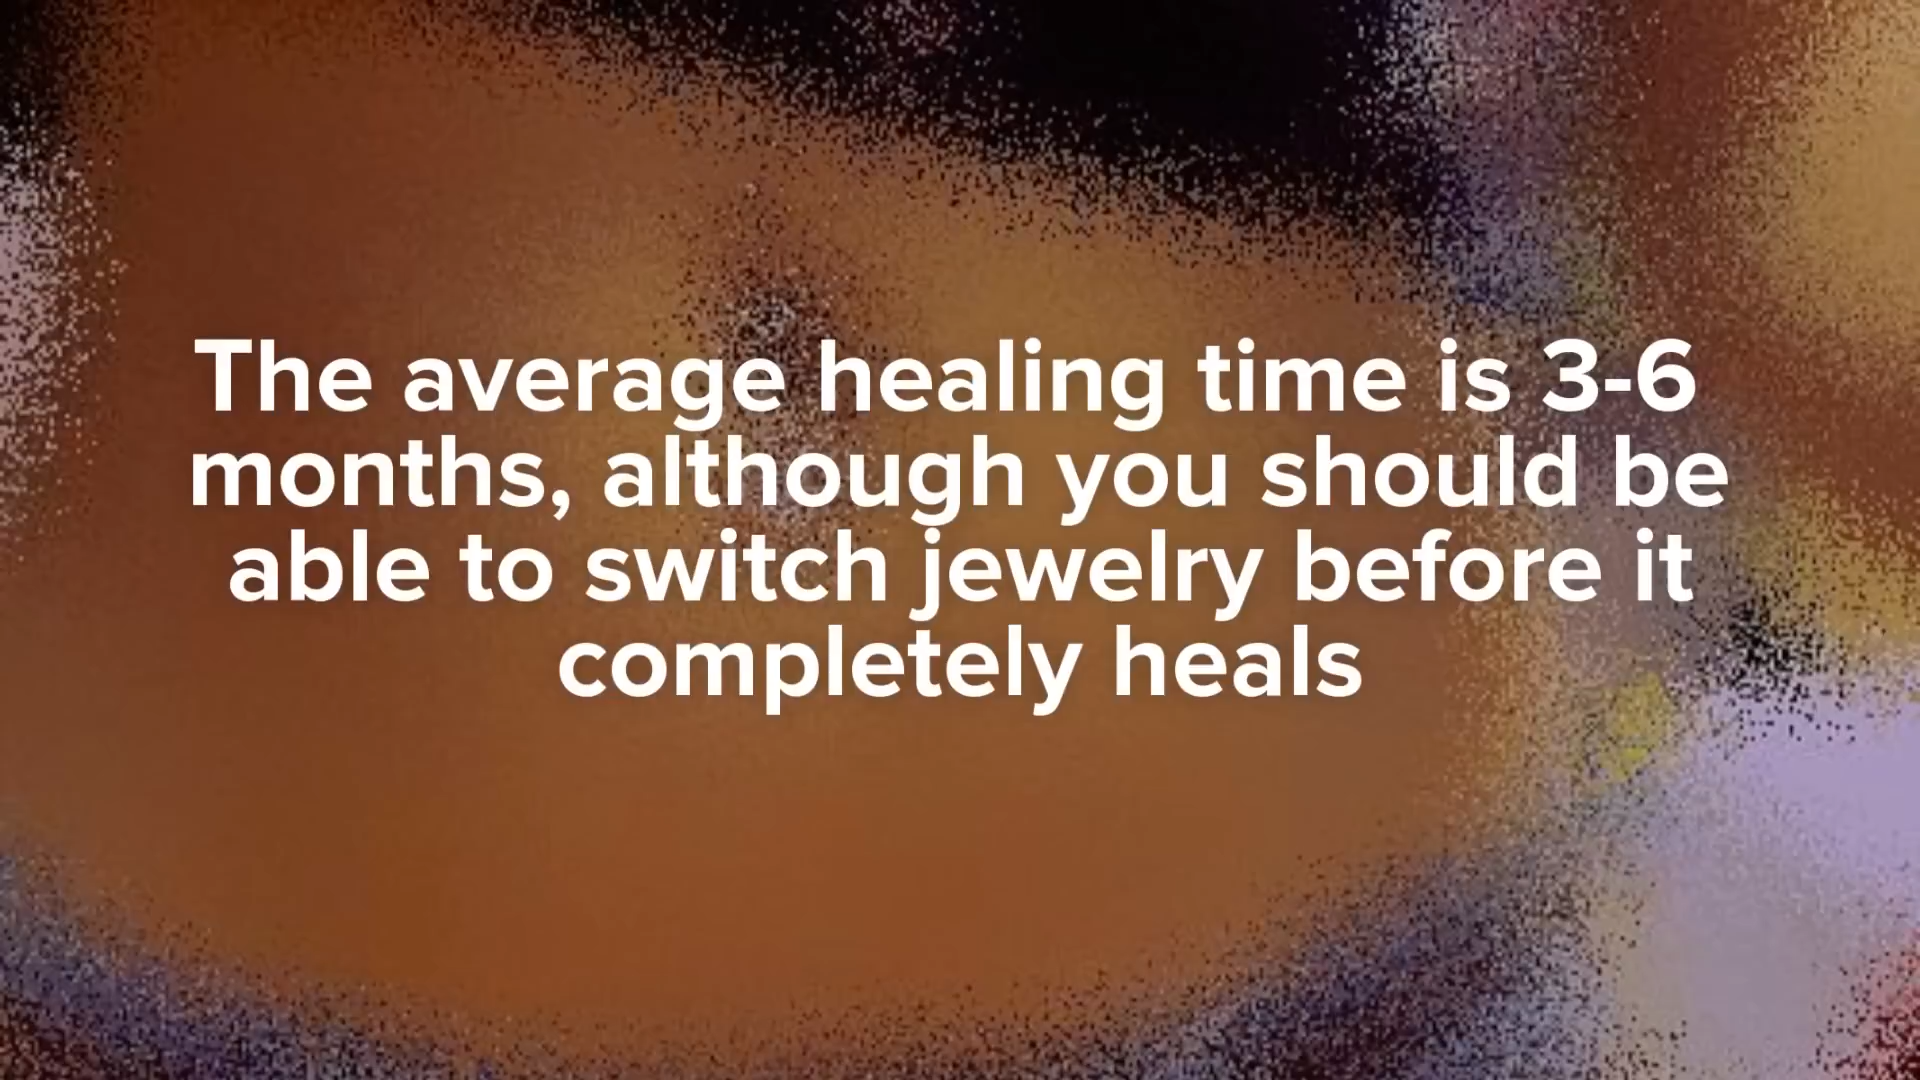 The average healing time is 3-6
months, although you should be
able to switch jewelry before it
completely heals